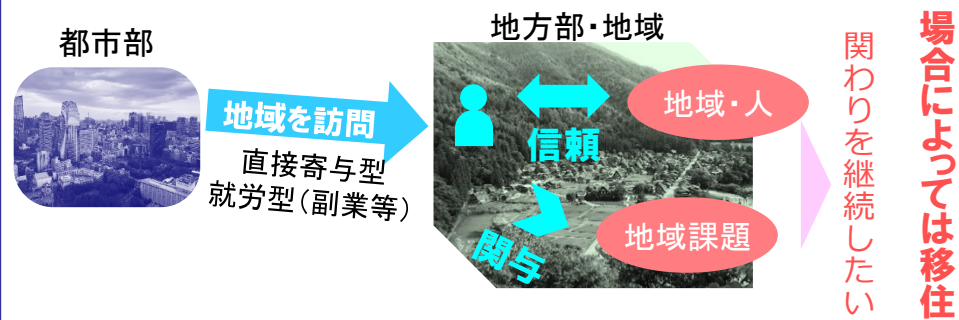 都市部
地域を訪問
直接寄与型
就労型（副業等）
地方部・地域
地域・人
信頼
関与
地域課題
関わりを継続したい
場合によっては移住